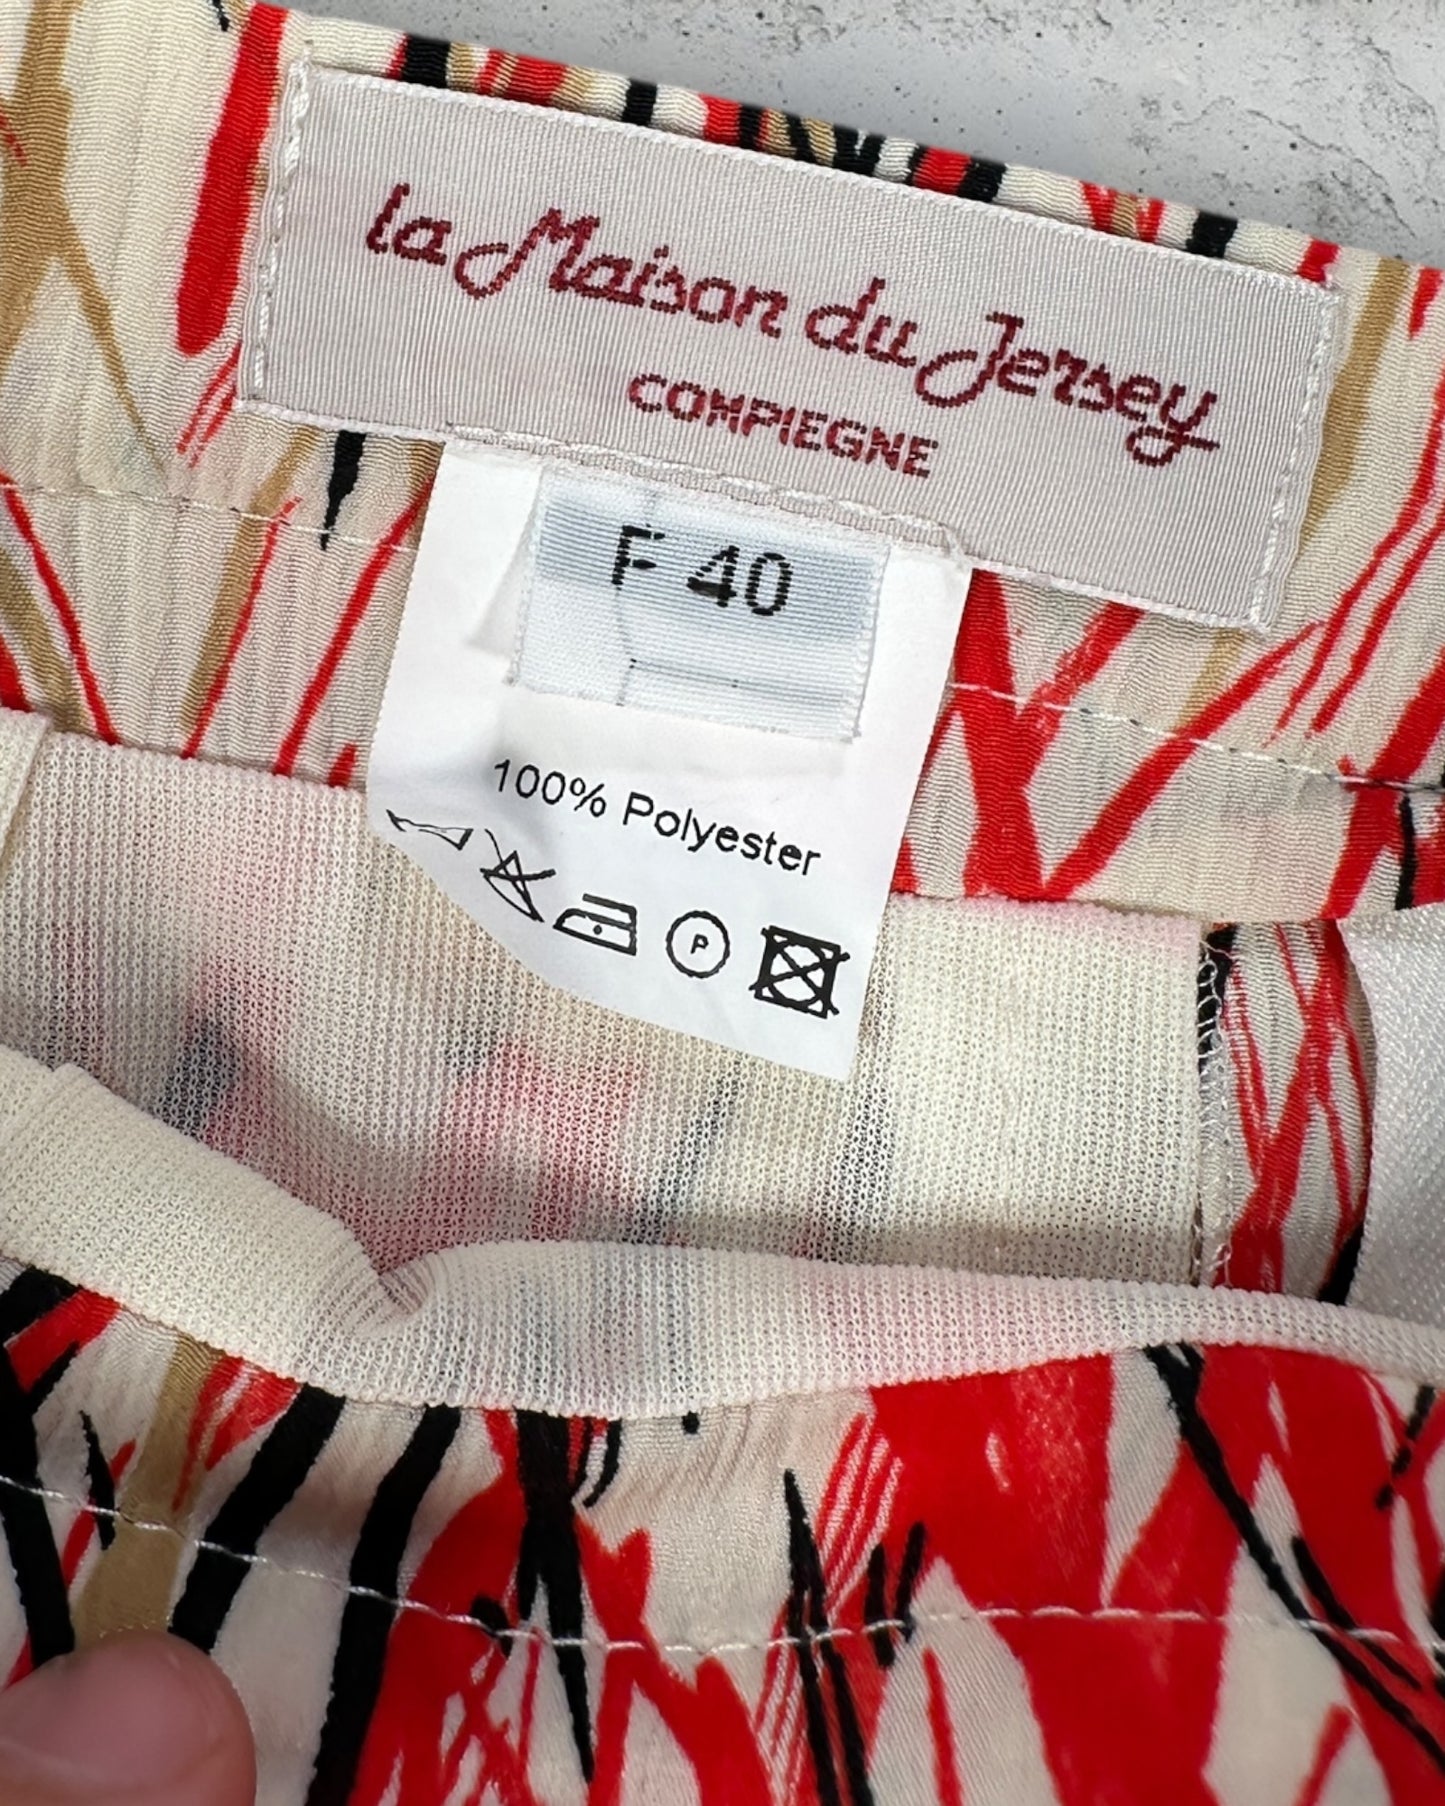 la Maison du Jersey
COMPIEGNE
F 40
100% Polyester
P